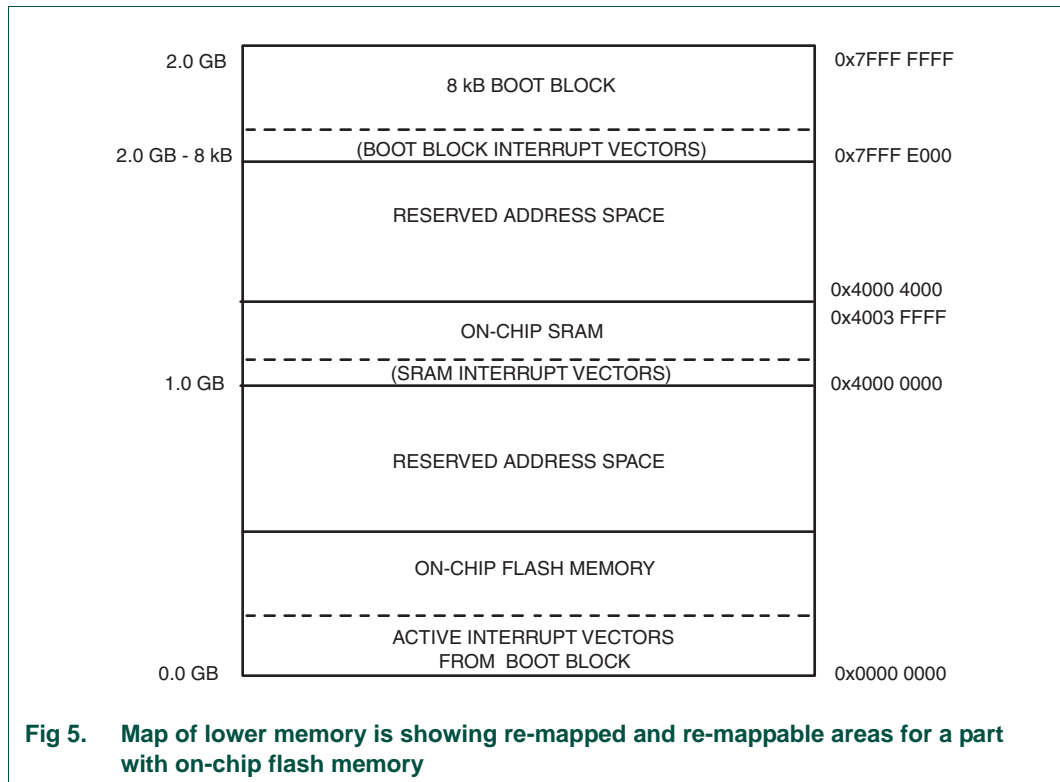 2.0 GB
8 kB BOOT BLOCK
0x7FFF FFFF
(BOOT BLOCK INTERRUPT VECTORS)
2.0 GB - 8 kB
0x7FFF E000
RESERVED ADDRESS SPACE
0x4000 4000
0x4003 FFFF
ON-CHIP SRAM
(SRAM INTERRUPT VECTORS)
1.0 GB
0x4000 0000
RESERVED ADDRESS SPACE
ON-CHIP FLASH MEMORY
ACTIVE INTERRUPT VECTORS
FROM BOOT BLOCK
0.0 GB
0x0000 0000
Fig 5. Map of lower memory is showing re-mapped and re-mappable areas for a part
with on-chip flash memory